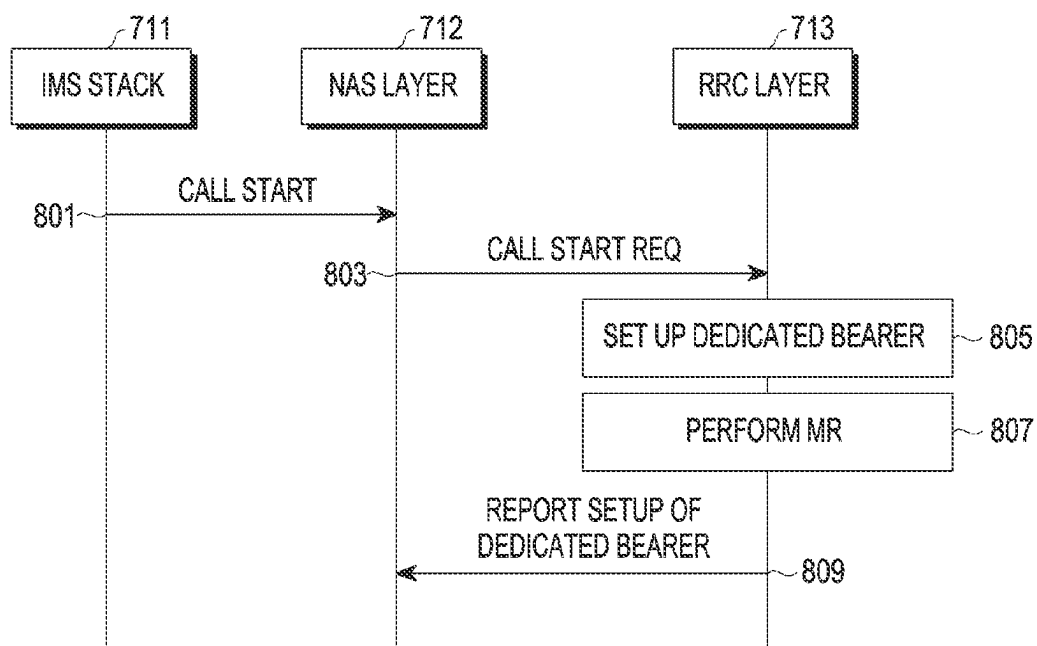 711
712
713
IMS STACK
NAS LAYER
RRC LAYER
CALL START
801
CALL START REQ
803
SET UP DEDICATED BEARER
805
PERFORM MR
807
REPORT SETUP OF
DEDICATED BEARER
809